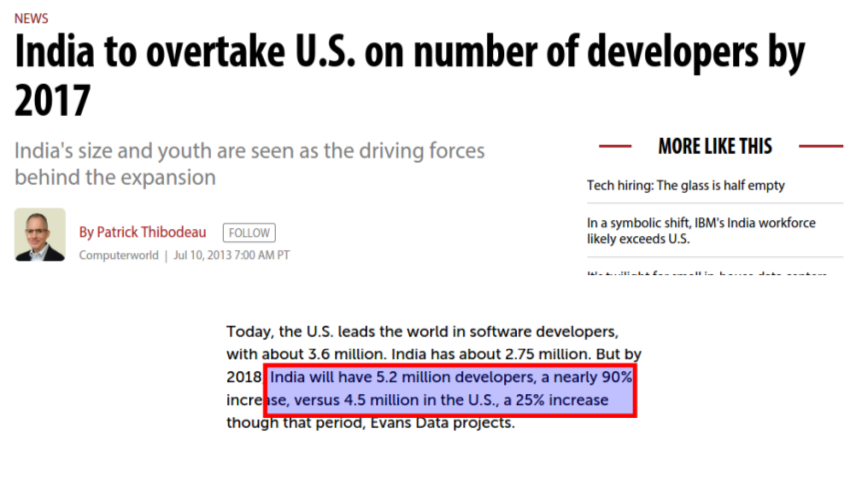 NEWS
India to overtake U.S. on number of developers by
2017
India's size and youth are seen as the driving forces
behind the expansion
By Patrick Thibodeau FOLLOW
Computerworld | Jul 10, 2013 7:00 AM PT
MORE LIKE THIS
Tech hiring: The glass is half empty
In a symbolic shift, IBM's India workforce
likely exceeds U.S.
Today, the U.S. leads the world in software developers,
with about 3.6 million. India has about 2.75 million. But by
2018 India will have 5.2 million developers, a nearly 90%
increase, versus 4.5 million in the U.S., a 25% increase
though that period, Evans Data projects.